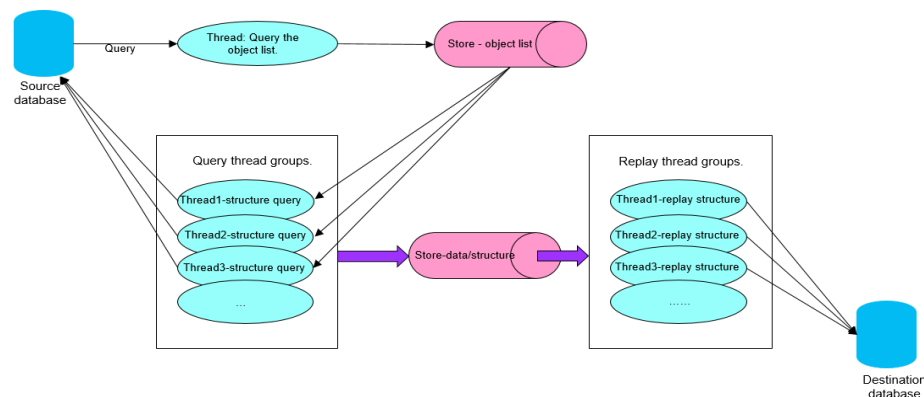 Thread: Query the
object list.
Store - object list
Query
Source
database
Query thread groups.
Replay thread groups.
Thread1-structure query
Thread2-structure query
Thread3-structure query
...
Store-data/structure
Thread1-replay structure
Thread2-replay structure
Thread3-replay structure
......
Destination
database